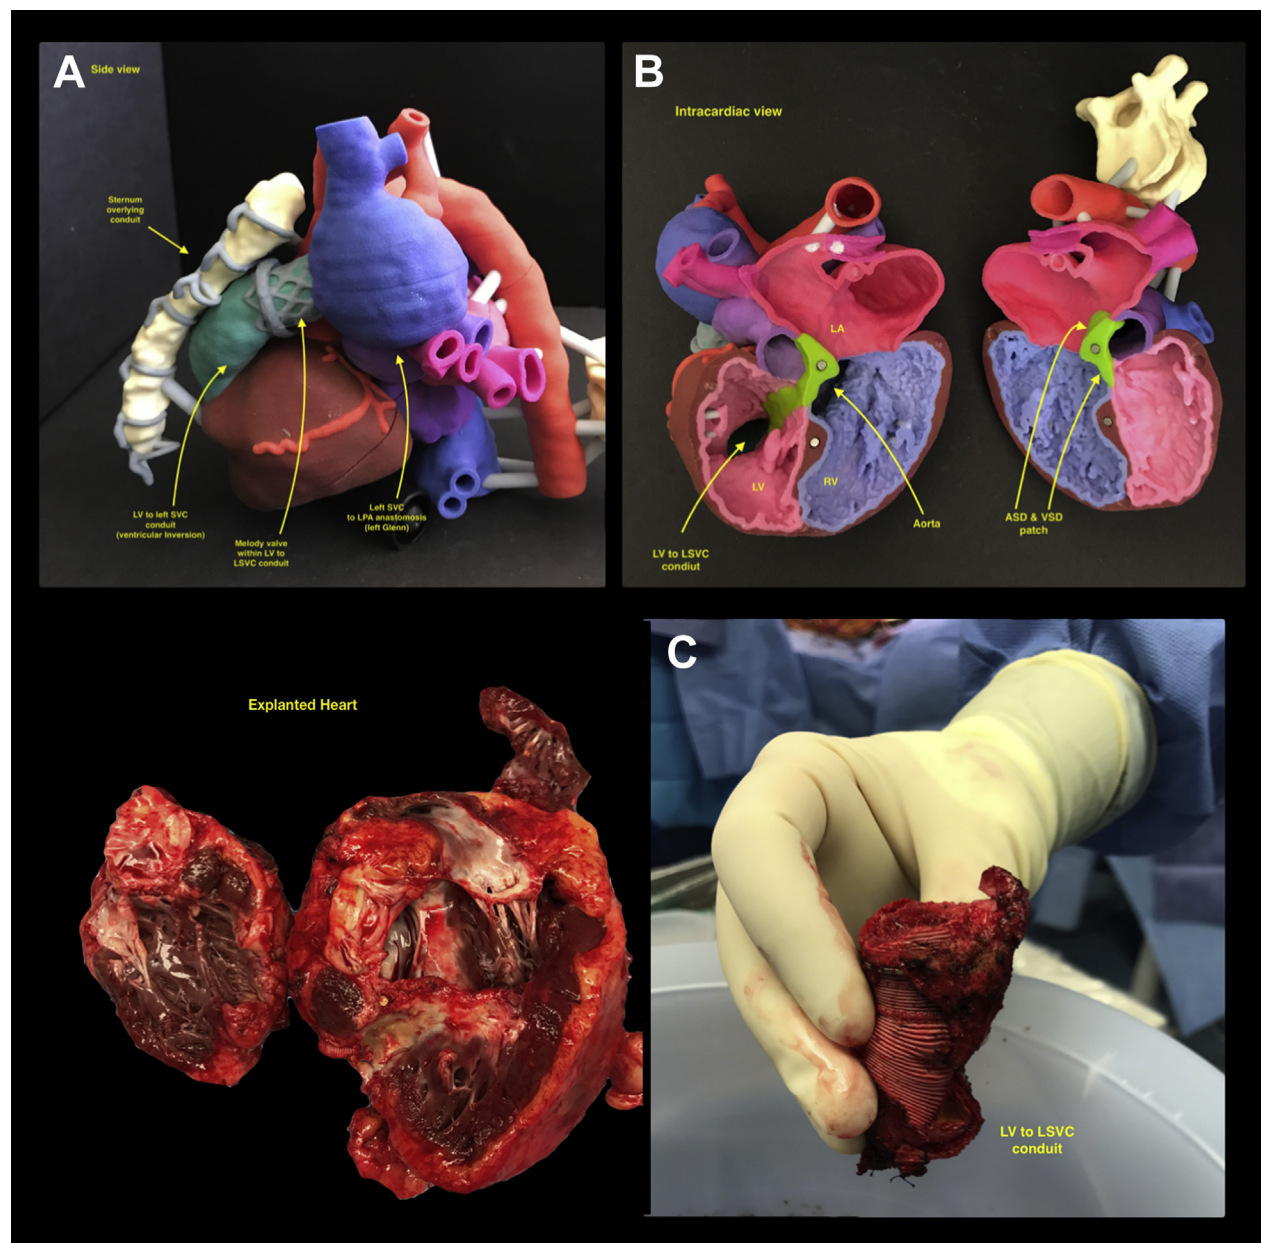 A
Side view
Sternum
overlying
conduit
LV to left SVC
conduit
(ventricular Inversion)
Melody valve
within LV to
LSVC conduit
Left SVC
to LPA anastomosis
(left Glenn)
B
Intracardiac view
LA
LV
RV
LV to LSVC
condiut
Aorta
ASD & VSD
patch
Explanted Heart
C
LV to LSVC
conduit